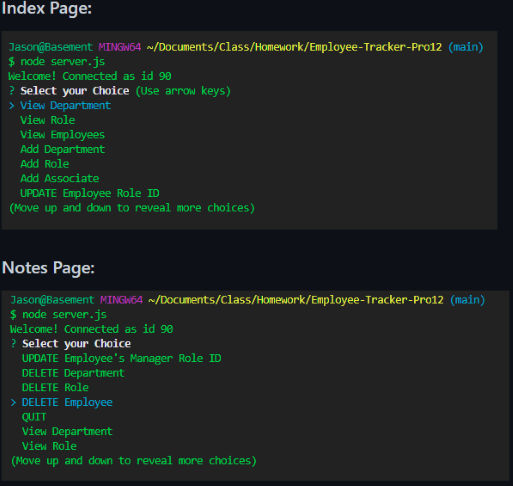 Index Page:
Jason@Basement MINGW64 ~/Documents/Class/Homework/Employee-Tracker-Pro12 (main)
$ node server.js
Welcome! Connected as id 90
? Select your Choice (Use arrow keys)
> View Department
View Role
View Employees
Add Department
Add Role
Add Associate
UPDATE Employee Role ID
(Move up and down to reveal more choices)
Notes Page:
Jason@Basement MINGW64 ~/Documents/Class/Homework/Employee-Tracker-Pro12 (main)
$ node server.js
Welcome! Connected as id 90
? Select your Choice
UPDATE Employee's Manager Role ID
DELETE Department
DELETE Role
> DELETE Employee
QUIT
View Department
View Role
(Move up and down to reveal more choices)